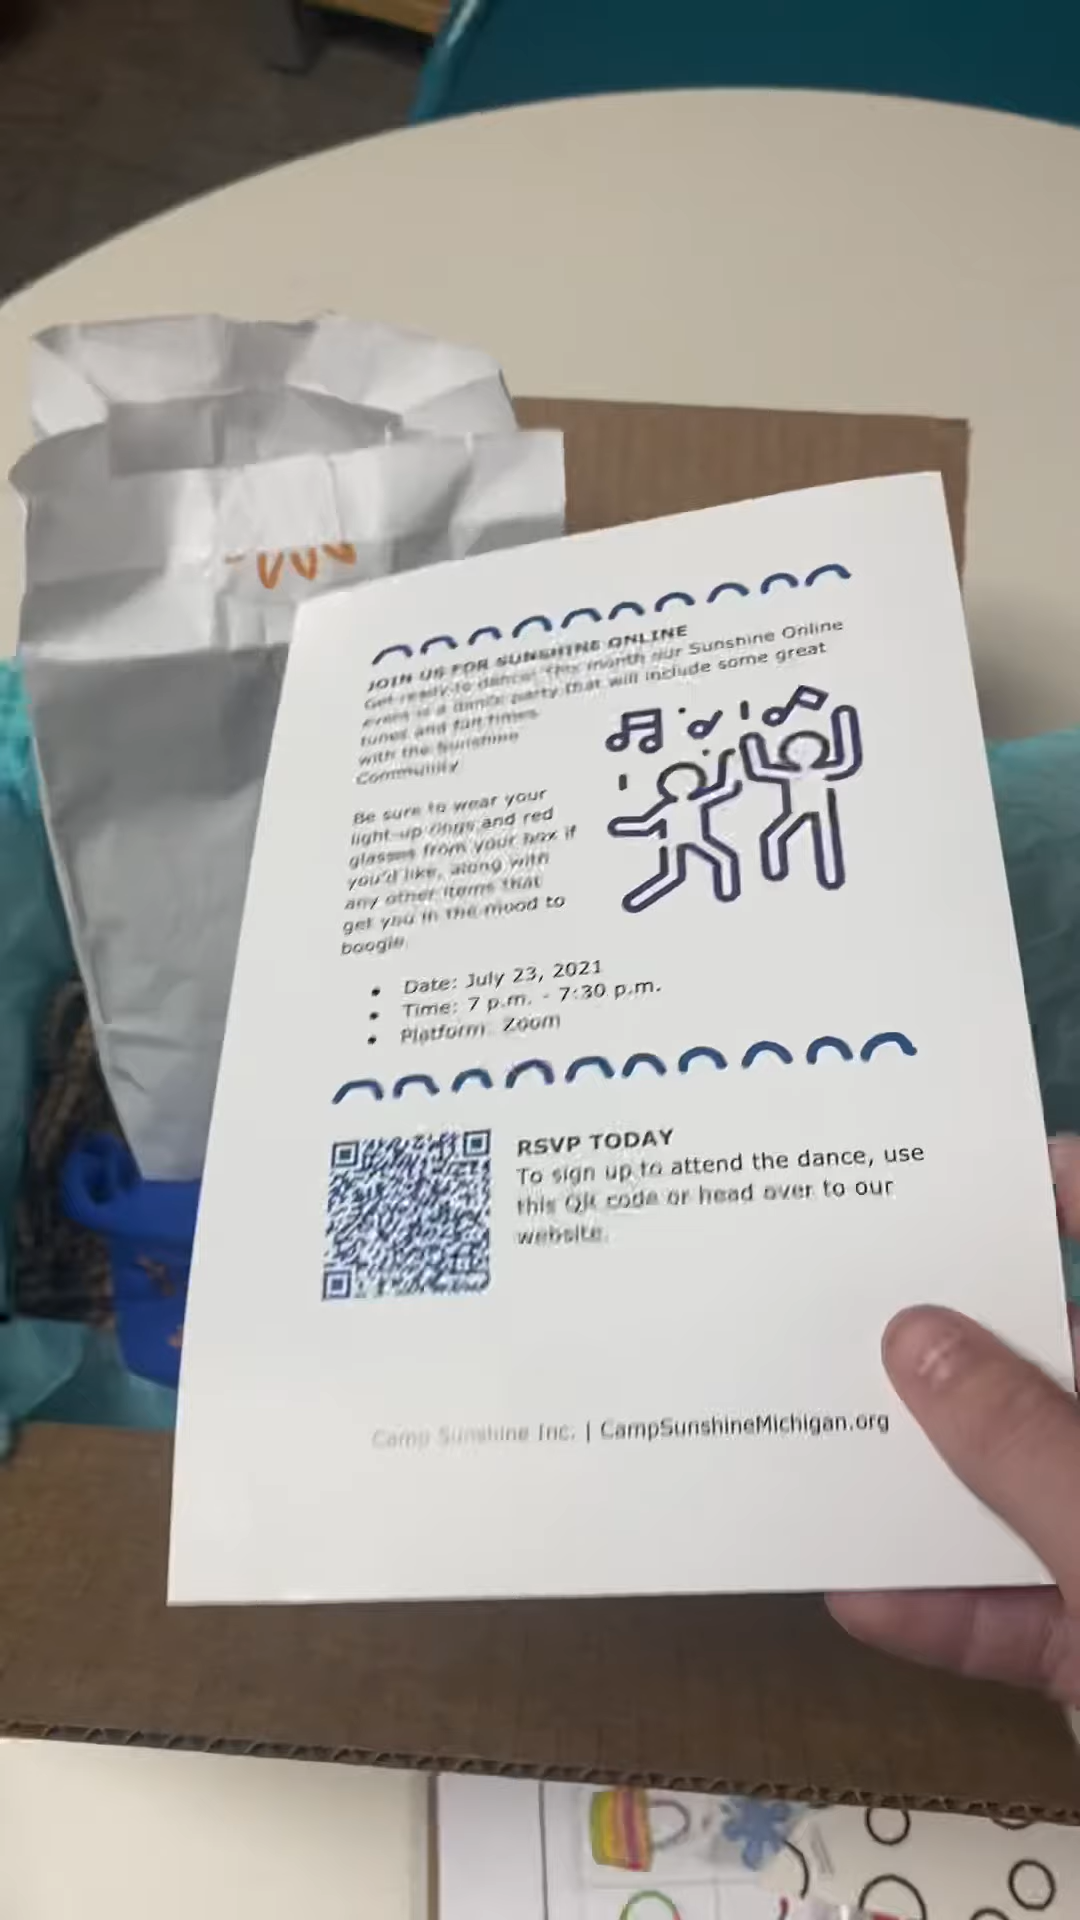 JOIN US FOR SUNSHINE ONLINE
Get ready to dance! This month our Sunshine Online
event is a dance party that will include some great
tunes and fun times
with the Sunshine
Community.
Be sure to wear your
light-up rings and red
glasses from your box if
you'd like, along with
any other items that
get you in the mood to
boogie.
• Date: July 23, 2021
• Time: 7 p.m. - 7:30 p.m.
• Platform: Zoom
RSVP TODAY
To sign up to attend the dance, use
this QR code or head over to our
website.
Camp Sunshine Inc. | CampSunshineMichigan.org